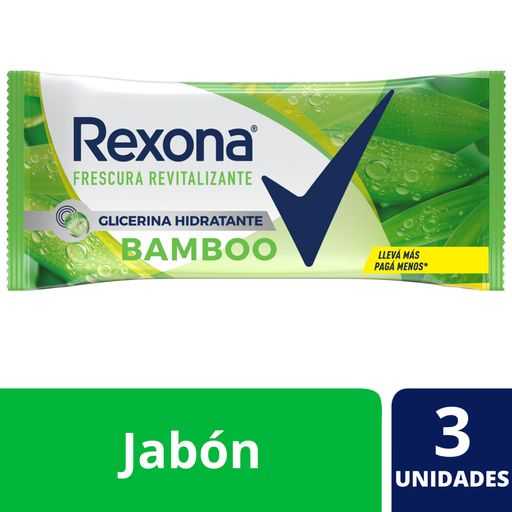 Rexona®
FRESCURA REVITALIZANTE
GLICERINA HIDRATANTE
BAMBOO
LLEVÁ MÁS
PAGÁ MENOS*
Jabón
3
UNIDADES